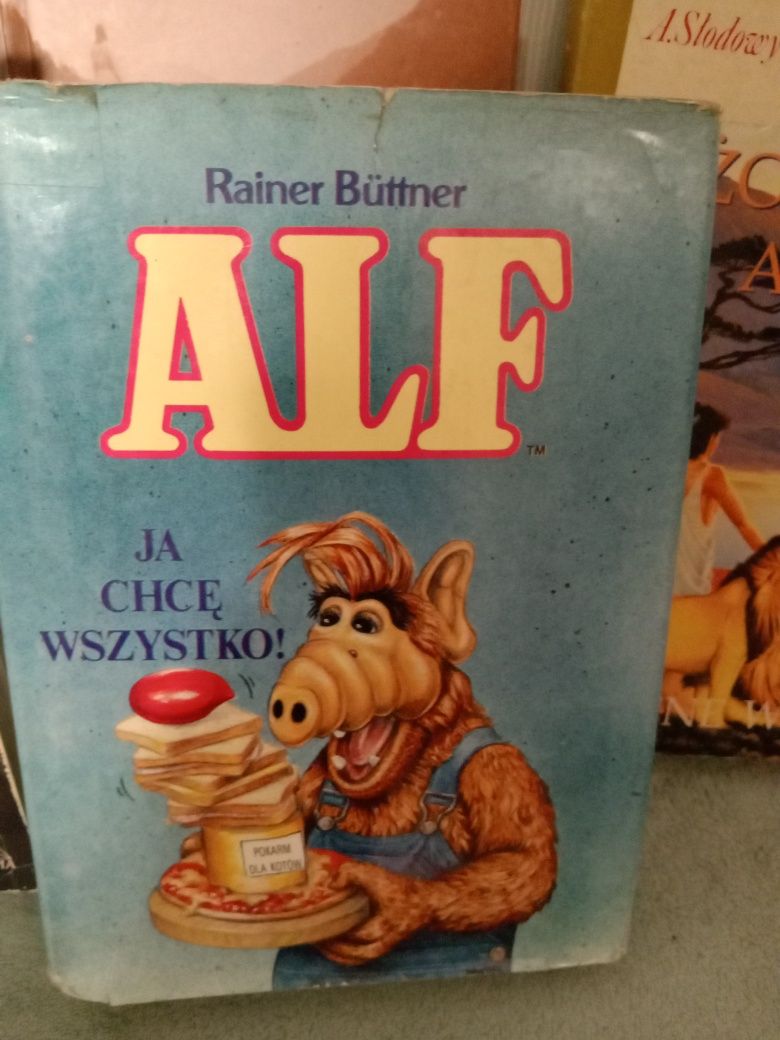 A.Słodowy
Rainer Büttner
ALF
TM
JA
CHCĘ
WSZYSTKO!
POKARM
DLA KOTÓW